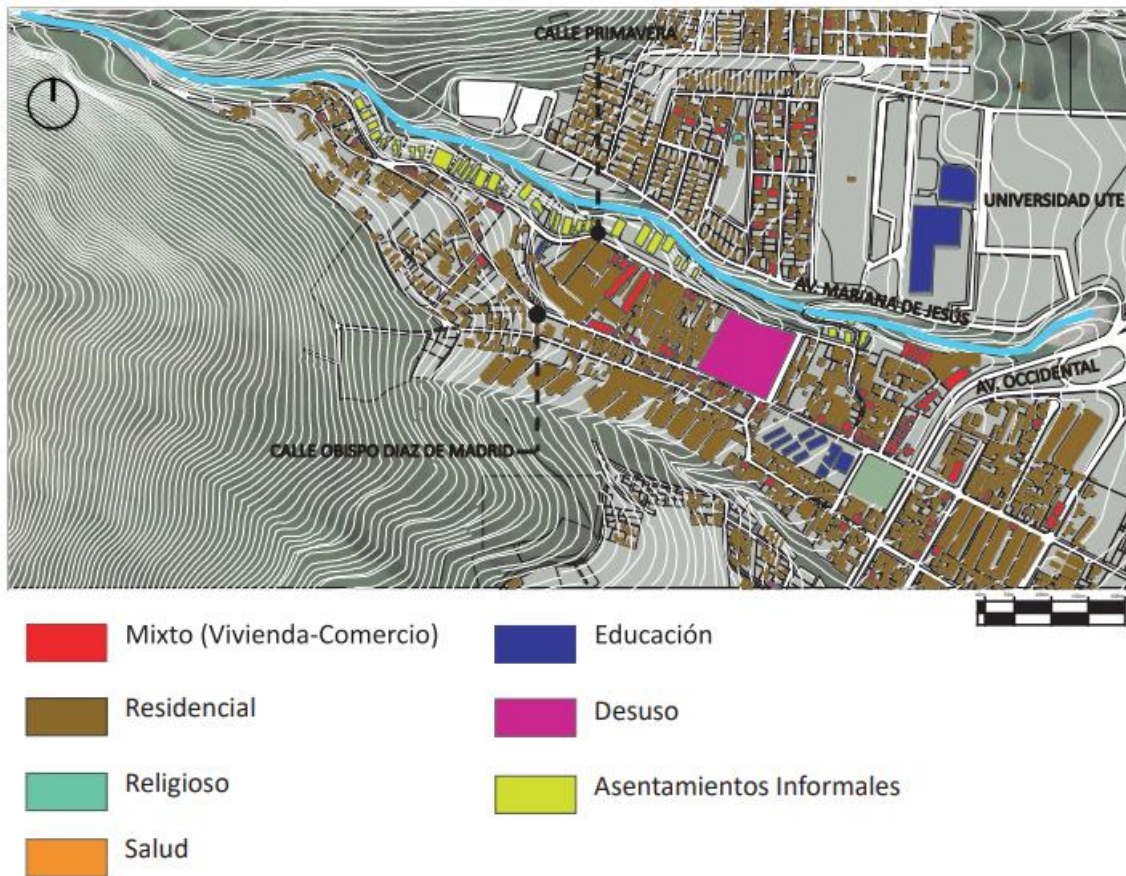 CALLE PRIMAVERA
UNIVERSIDAD UTE
AV. MARIANA DE JESÚS
AV. OCCIDENTAL
CALLE OBISPO DIAZ DE MADRID
Mixto (Vivienda-Comercio)
Educación
Residencial
Desuso
Religioso
Asentamientos Informales
Salud